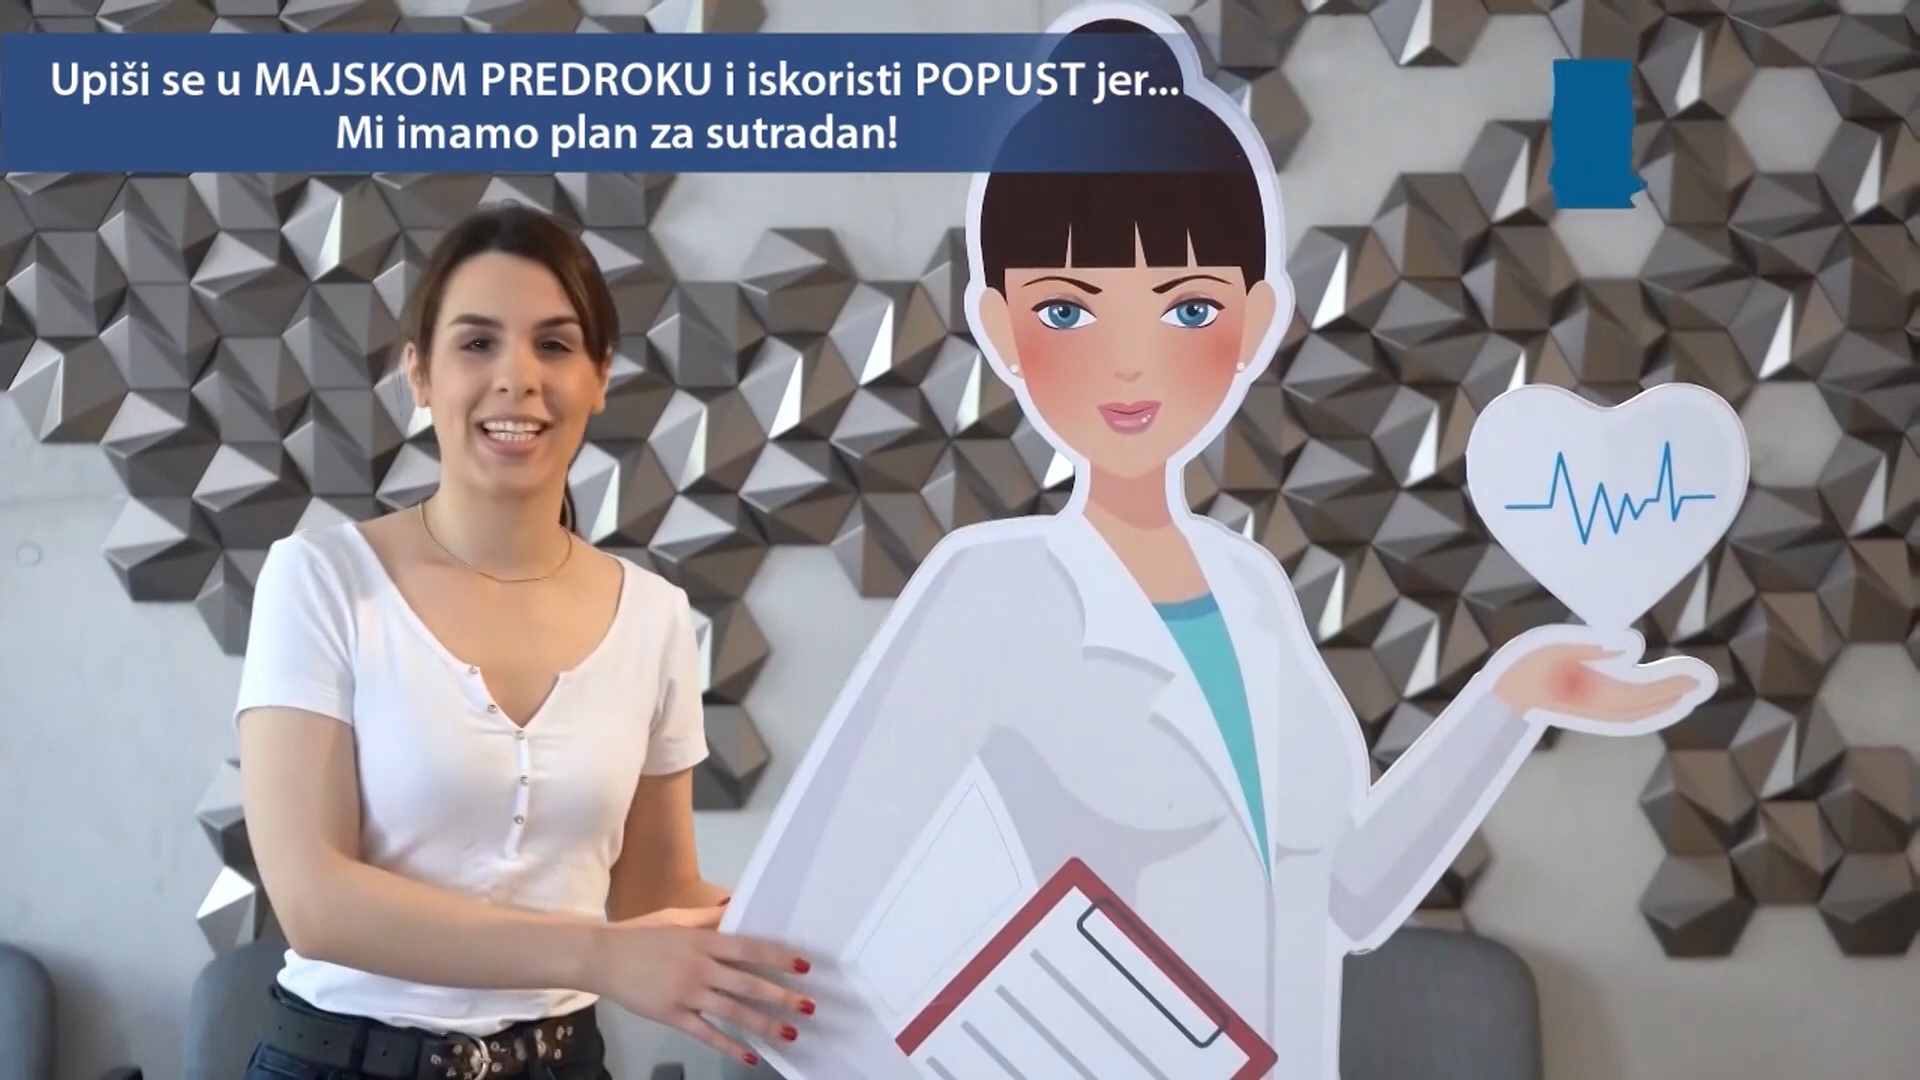 Upiši se u MAJSKOM PREDROKU i iskoristi POPUST jer...
Mi imamo plan za sutradan!